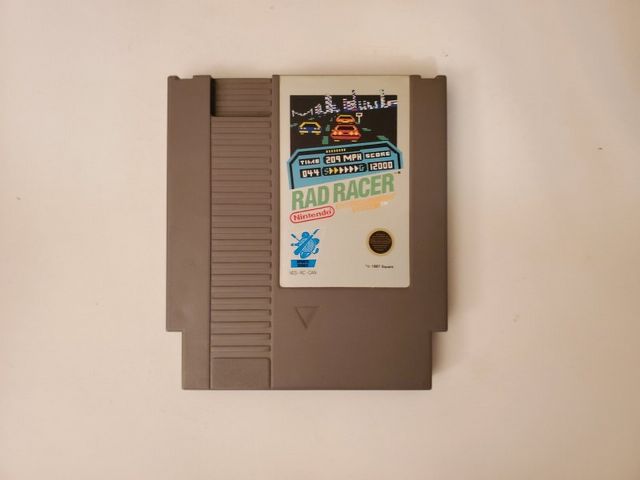 TIME 209 MPH SCORE
044 12000
RAD RACER
Nintendo
NES-RC-CAN
© 1987 Square